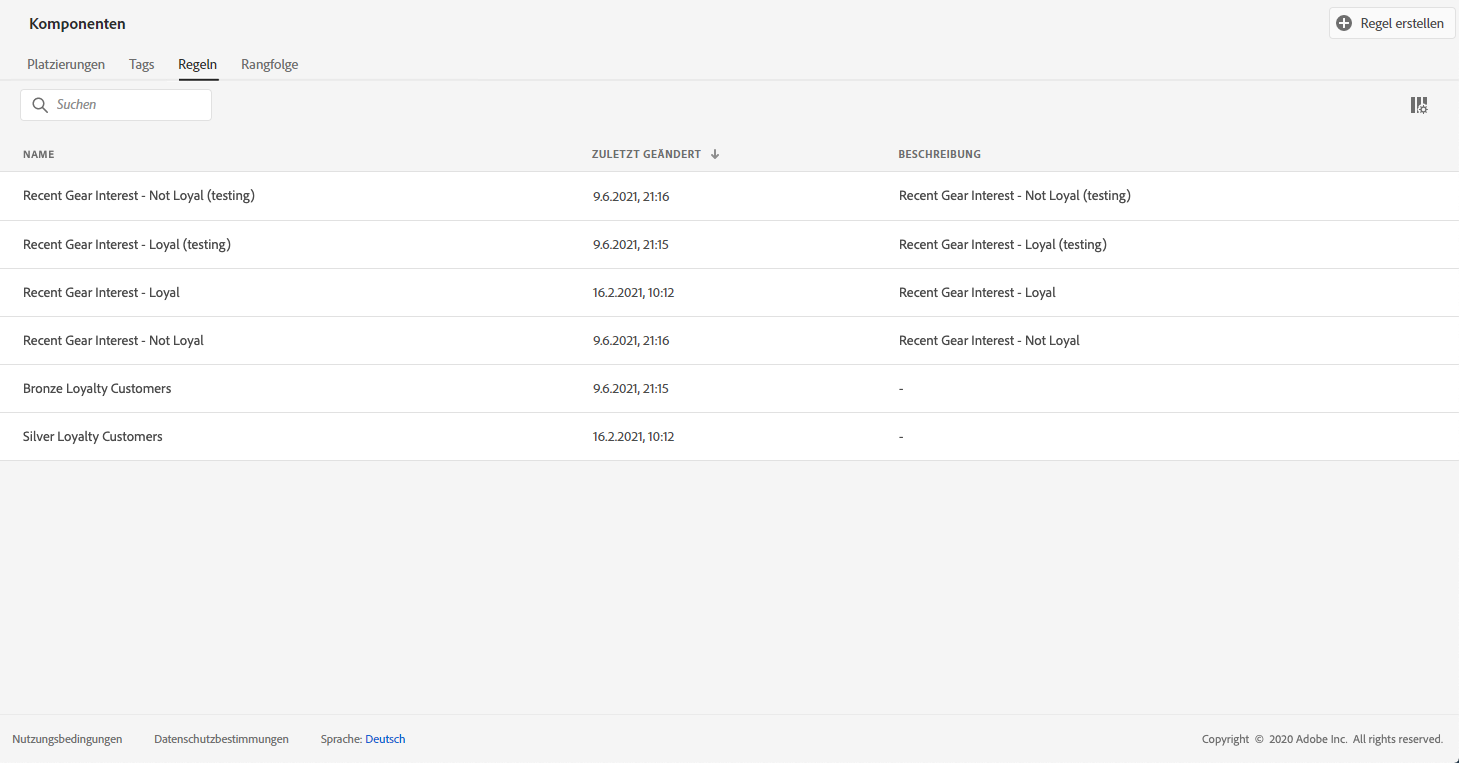 Komponenten
Regel erstellen
Platzierungen Tags Regeln Rangfolge
Suchen
NAME ZULETZT GEÄNDERT BESCHREIBUNG
Recent Gear Interest - Not Loyal (testing) 9.6.2021, 21:16 Recent Gear Interest - Not Loyal (testing)
Recent Gear Interest - Loyal (testing) 9.6.2021, 21:15 Recent Gear Interest - Loyal (testing)
Recent Gear Interest - Loyal 16.2.2021, 10:12 Recent Gear Interest - Loyal
Recent Gear Interest - Not Loyal 9.6.2021, 21:16 Recent Gear Interest - Not Loyal
Bronze Loyalty Customers 9.6.2021, 21:15 -
Silver Loyalty Customers 16.2.2021, 10:12 -
Nutzungsbedingungen Datenschutzbestimmungen Sprache: Deutsch Copyright © 2020 Adobe Inc. All rights reserved.